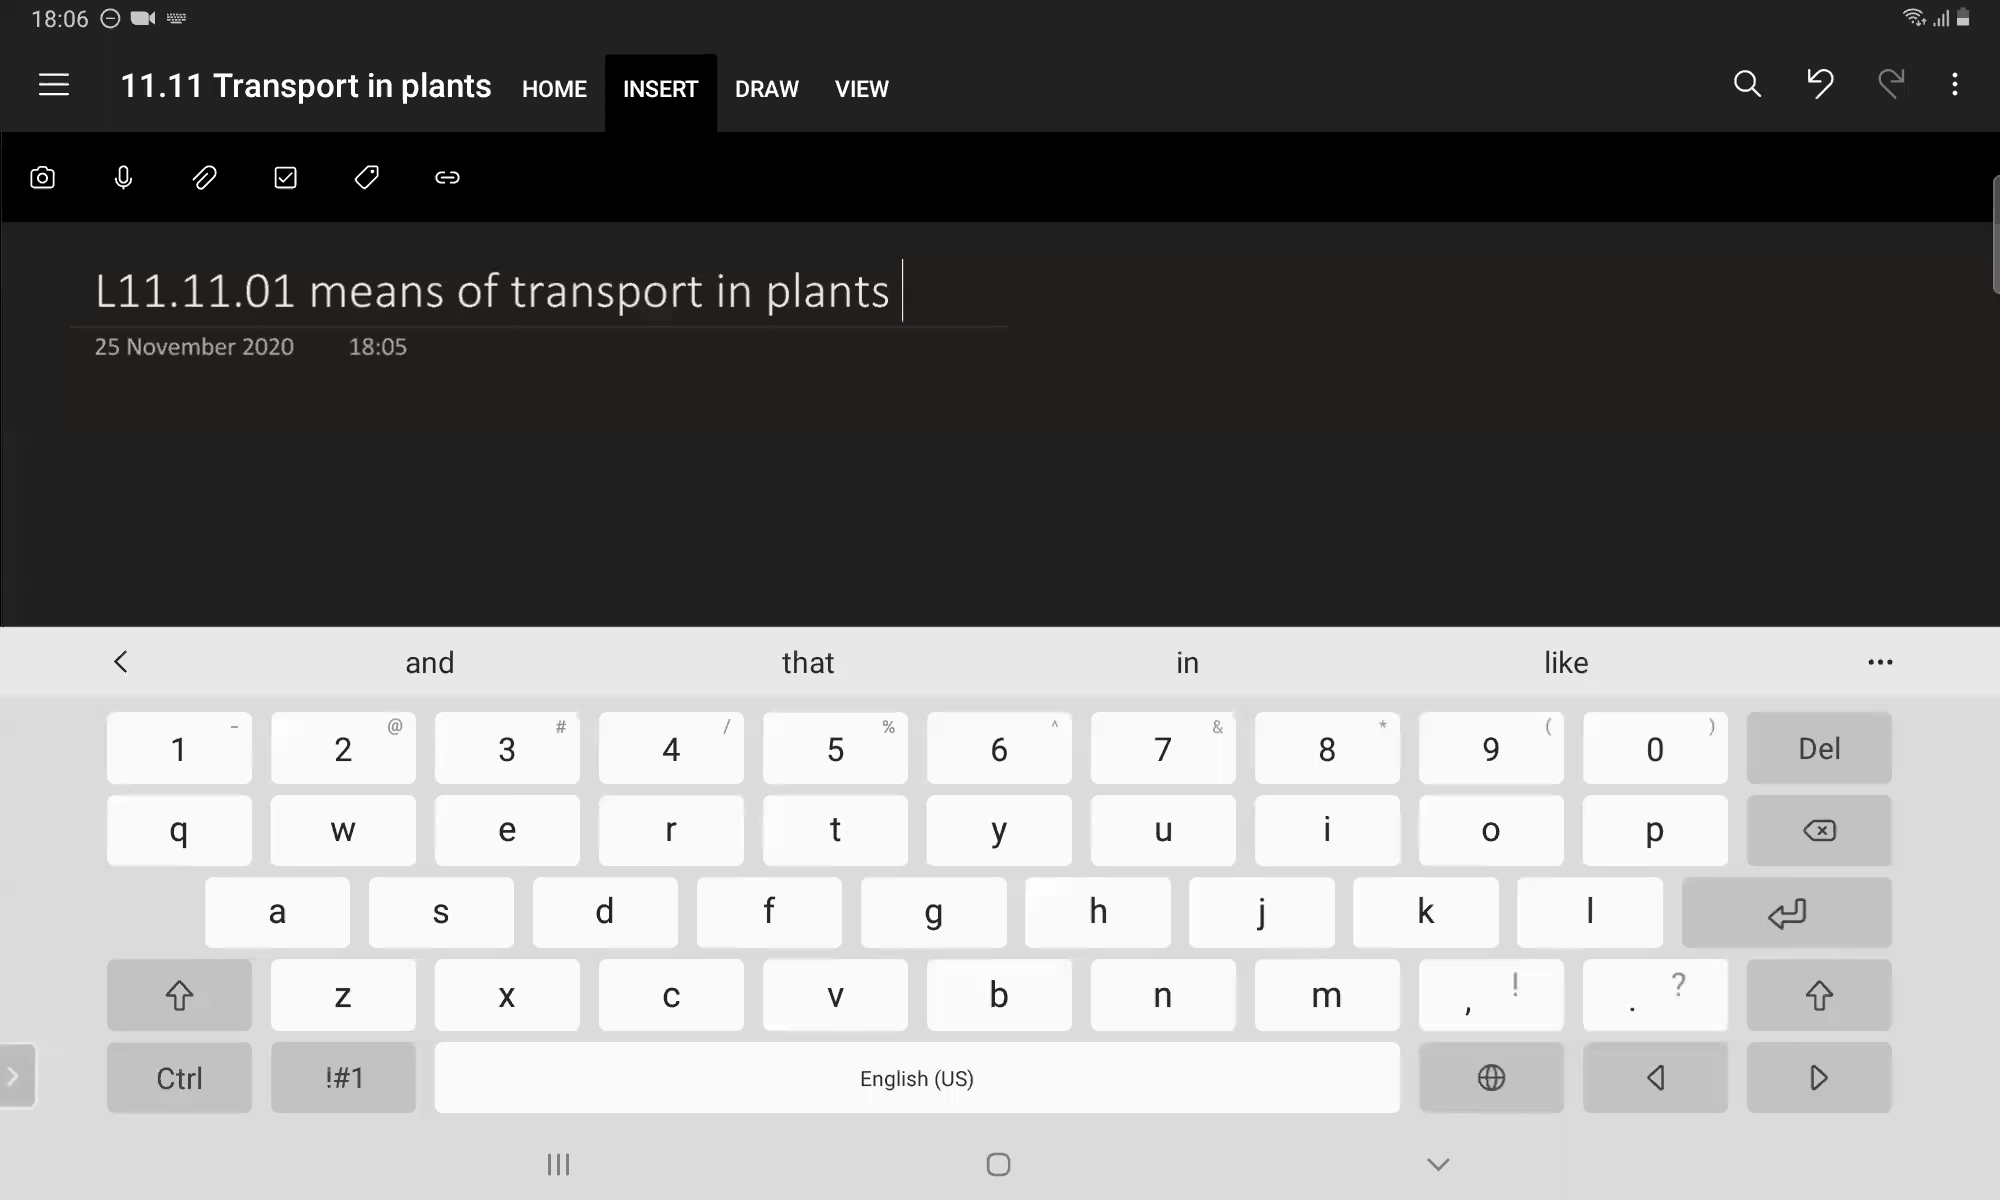 18:06
11.11 Transport in plants HOME INSERT DRAW VIEW
L11.11.01 means of transport in plants
25 November 2020 18:05
and that in like
1 - 2 @ 3 # 4 / 5 % 6 ^ 7 & 8 * 9 ( 0 ) Del
q w e r t y u i o p
a s d f g h j k l
z x c v b n m , ! . ?
Ctrl !#1 English (US)